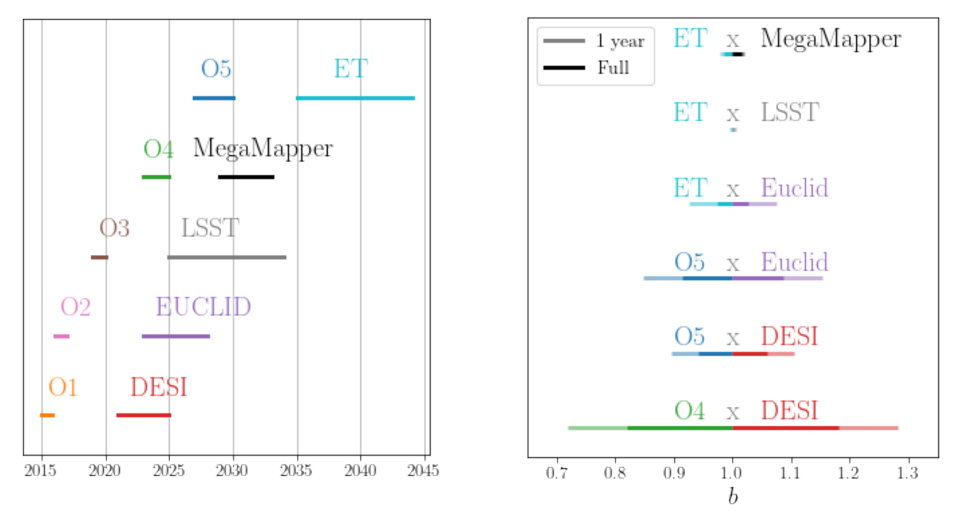 O5 ET
O4 MegaMapper
O3 LSST
O2 EUCLID
O1 DESI
2015 2020 2025 2030 2035 2040 2045
1 year
Full
ET x MegaMapper
ET x LSST
ET x Euclid
O5 x Euclid
O5 x DESI
O4 x DESI
0.7 0.8 0.9 1.0 1.1 1.2 1.3
b